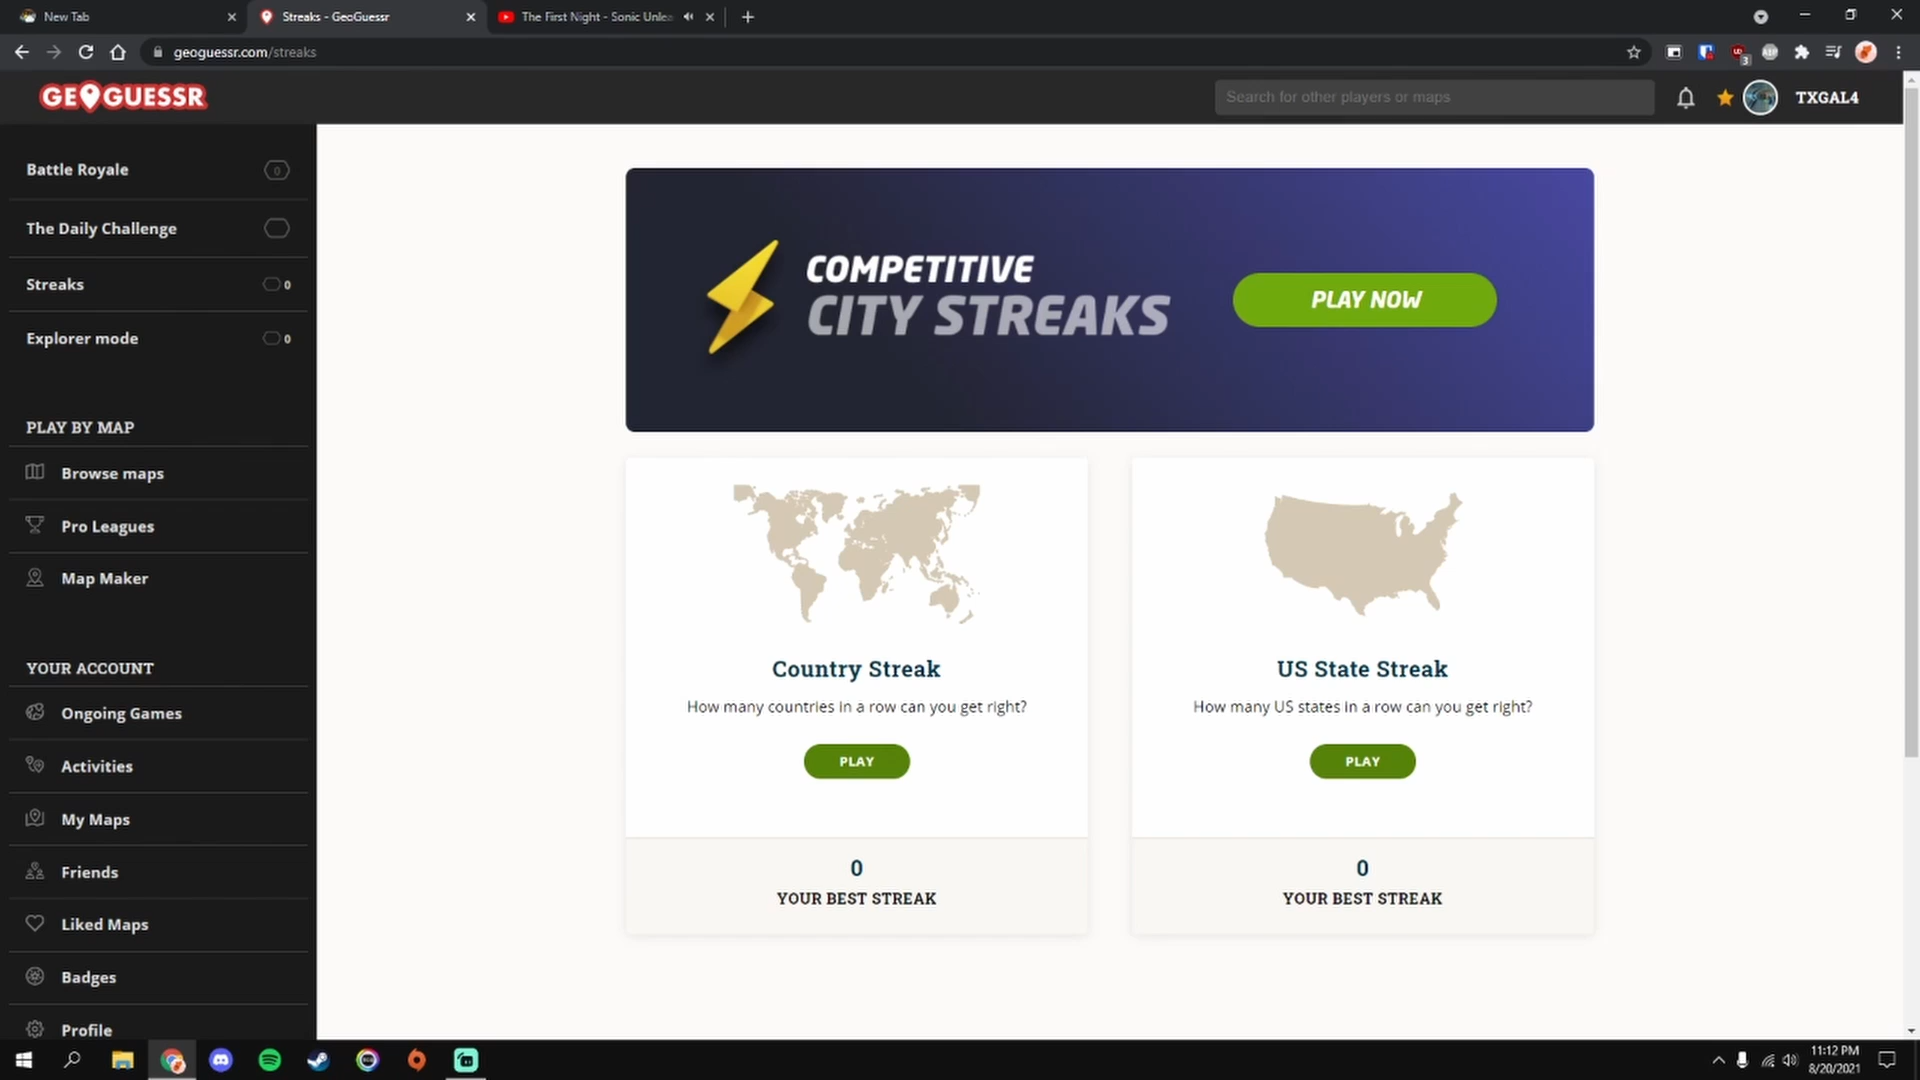 New Tab
Streaks - GeoGuessr
The First Night - Sonic Unlea
geoguessr.com/streaks
3
GEOGUESSR
Search for other players or maps
TXGAL4
Battle Royale
0
The Daily Challenge
Streaks
0
Explorer mode
0
PLAY BY MAP
Browse maps
Pro Leagues
Map Maker
YOUR ACCOUNT
Ongoing Games
Activities
My Maps
Friends
Liked Maps
Badges
Profile
COMPETITIVE
CITY STREAKS
PLAY NOW
Country Streak
How many countries in a row can you get right?
PLAY
0
YOUR BEST STREAK
US State Streak
How many US states in a row can you get right?
PLAY
0
YOUR BEST STREAK
11:12 PM
8/20/2021